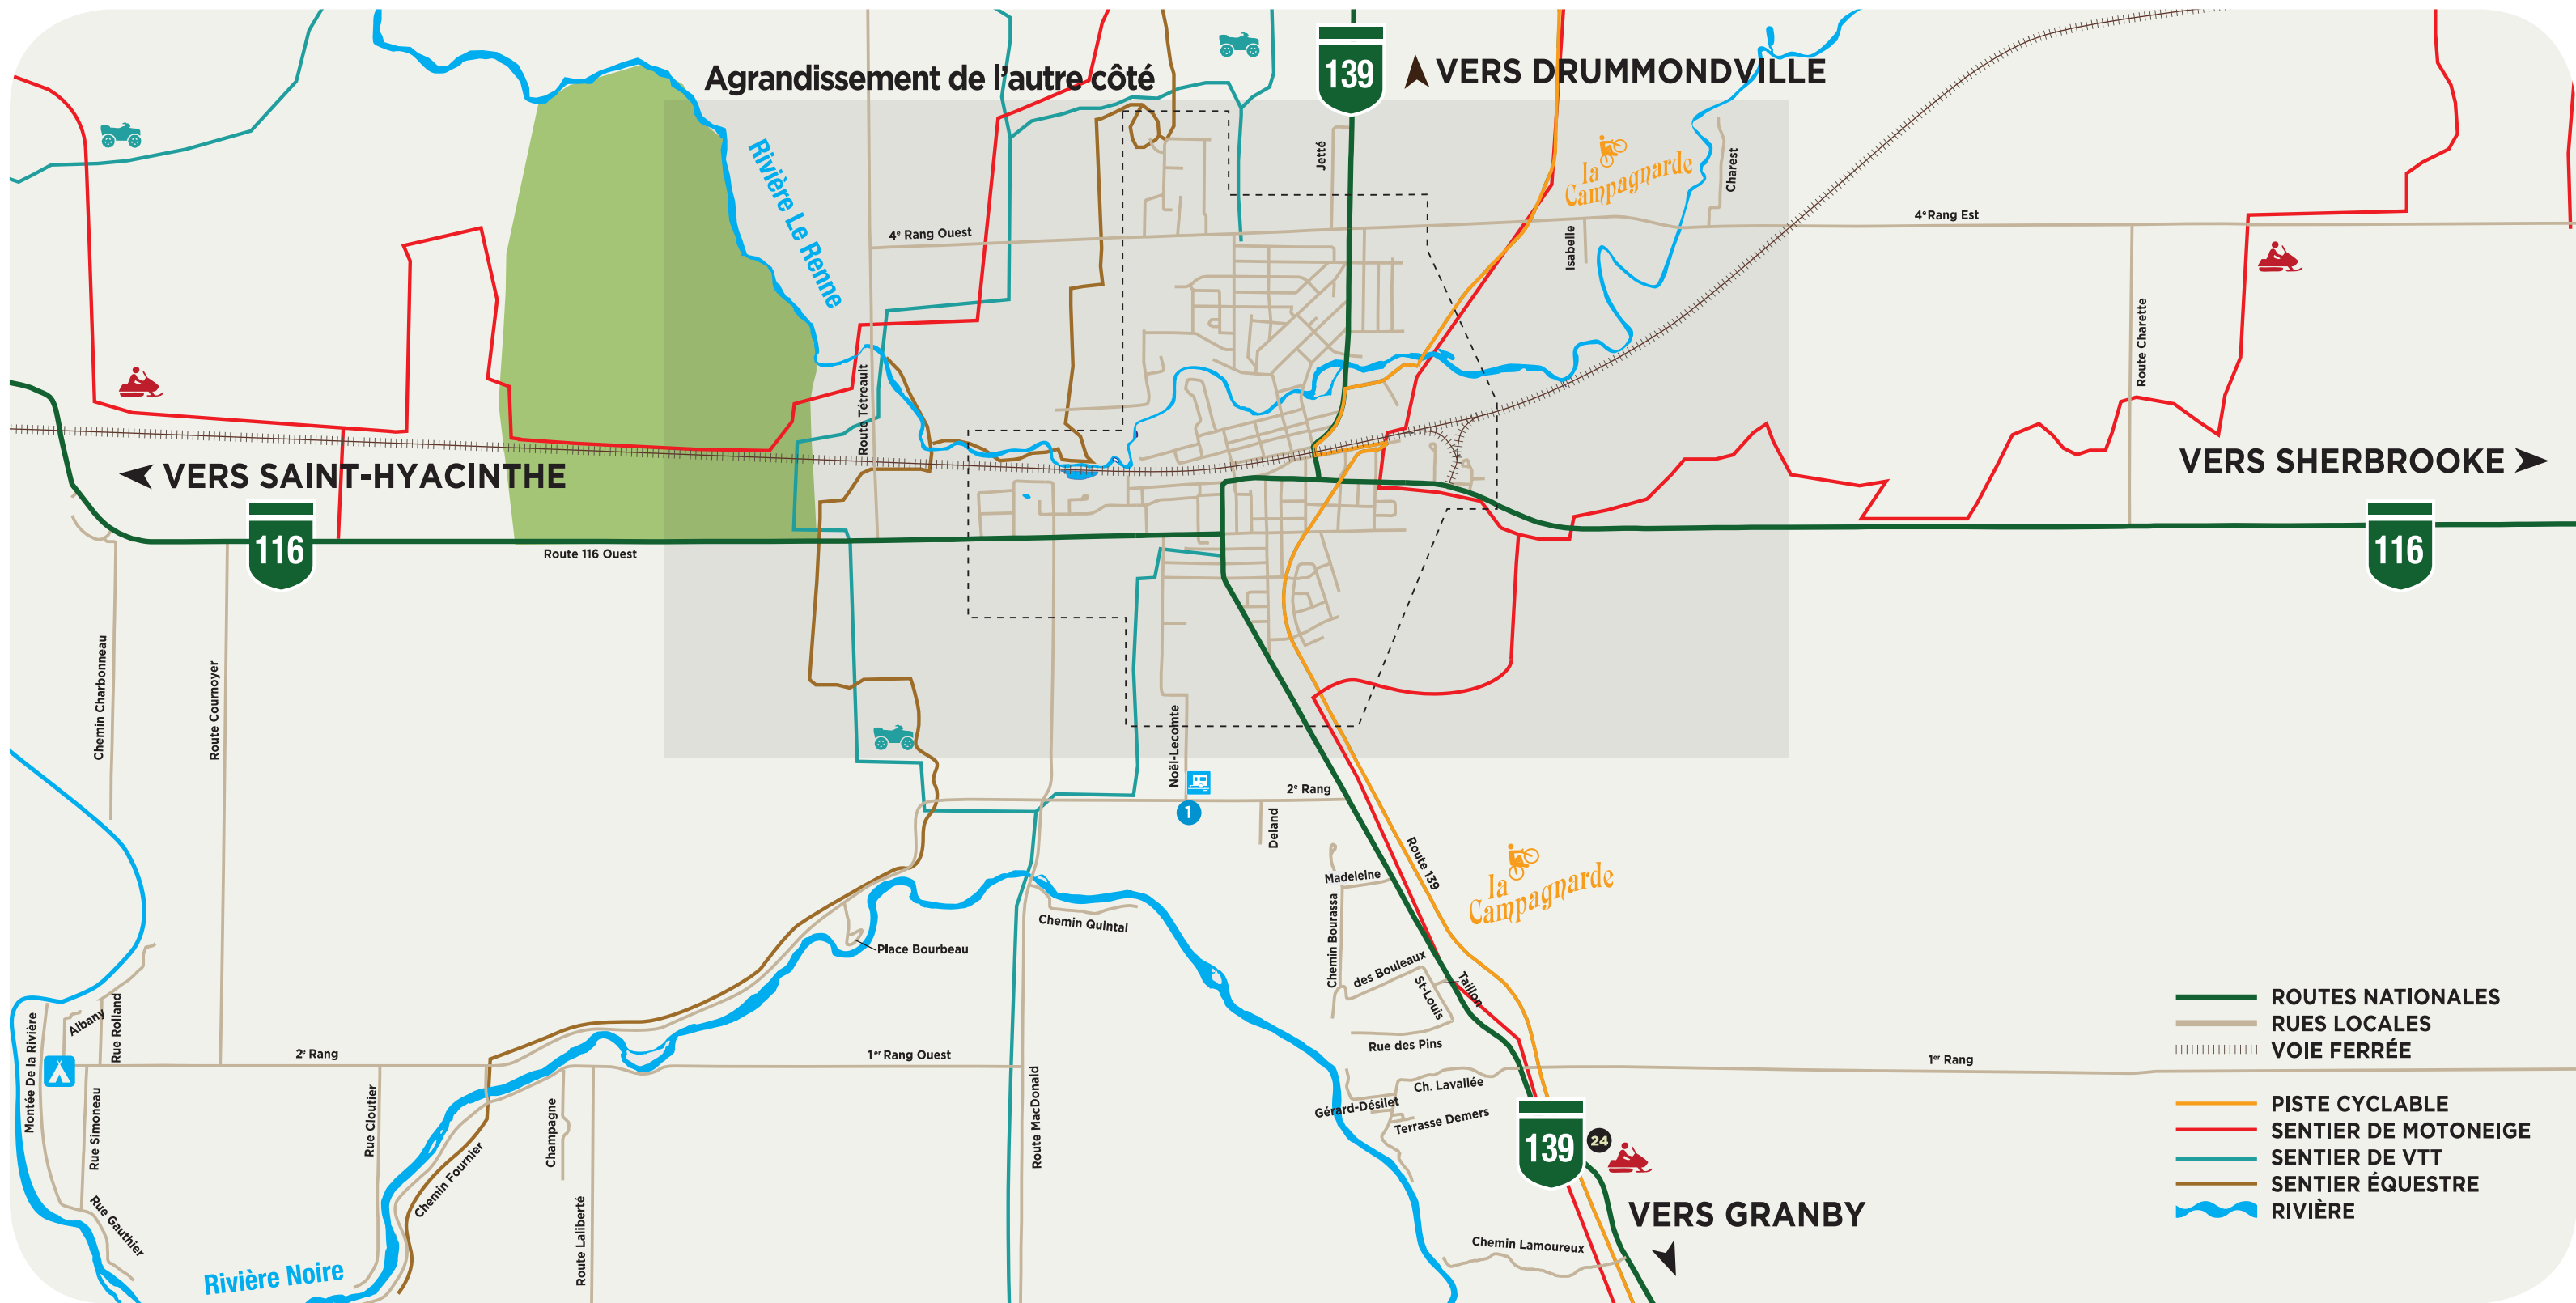 Agrandissement de l'autre côté
139
VERS DRUMMONDVILLE
Rivière Le Renne
Jetté
la
Campagnarde
Charest
4e Rang Ouest
4e Rang Est
Isabelle
Route Charette
Route Tétreault
VERS SAINT-HYACINTHE
VERS SHERBROOKE
116
Route 116 Ouest
116
Chemin Charbonneau
Route Cournoyer
Noël-Lecomte
1
2e Rang
Deland
Route 139
Madeleine
Chemin Bourassa
la
Campagnarde
Chemin Quintal
Place Bourbeau
des Bouleaux
St-Louis
Taillon
Rue des Pins
Montée De la Rivière
Albany
Rue Rolland
2e Rang
1er Rang Ouest
1er Rang
Rue Simoneau
Rue Cloutier
Champagne
Route MacDonald
Ch. Lavallée
Gérard-Désilet
Terrasse Demers
139
24
Chemin Fournier
Rue Gauthier
Route Laliberté
VERS GRANBY
Chemin Lamoureux
Rivière Noire
ROUTES NATIONALES
RUES LOCALES
VOIE FERRÉE
PISTE CYCLABLE
SENTIER DE MOTONEIGE
SENTIER DE VTT
SENTIER ÉQUESTRE
RIVIÈRE